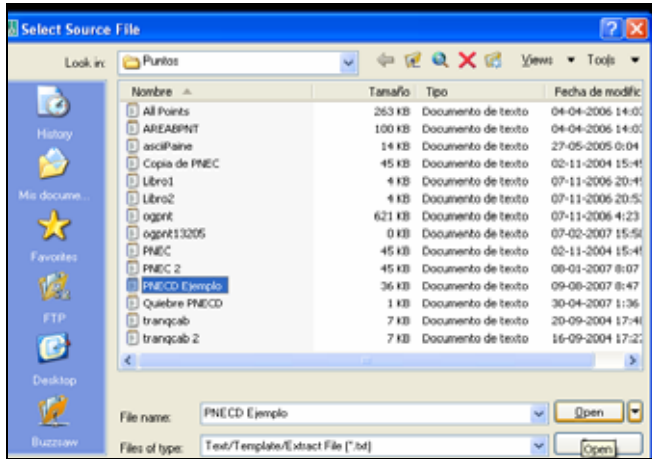 Select Source File
Look in: Puntos Views Tools
Nombre Tamaño Tipo Fecha de modific
All Points 263 KB Documento de texto 04-04-2006 14:0
AREABPNT 100 KB Documento de texto 04-04-2006 14:0
asciiPaine 14 KB Documento de texto 27-05-2005 0:04
Copia de PNEC 45 KB Documento de texto 02-11-2004 15:4
Libro1 4 KB Documento de texto 07-11-2006 20:4
Libro2 4 KB Documento de texto 07-11-2006 20:5
ogpnt 621 KB Documento de texto 07-11-2006 4:23
ogpnt13205 0 KB Documento de texto 07-02-2007 15:5
PNEC 45 KB Documento de texto 02-11-2004 15:4
PNEC 2 45 KB Documento de texto 08-01-2007 8:07
PNECD Ejemplo 36 KB Documento de texto 09-08-2007 8:47
Quiebre PNECD 1 KB Documento de texto 30-04-2007 1:36
tranqcab 7 KB Documento de texto 20-09-2004 17:4
tranqcab 2 7 KB Documento de texto 16-09-2004 17:2
History
Mis docume...
Favorites
FTP
Desktop
Buzzsaw
File name: PNECD Ejemplo Open
Files of type: Text/Template/Extract File (*.txt) Open